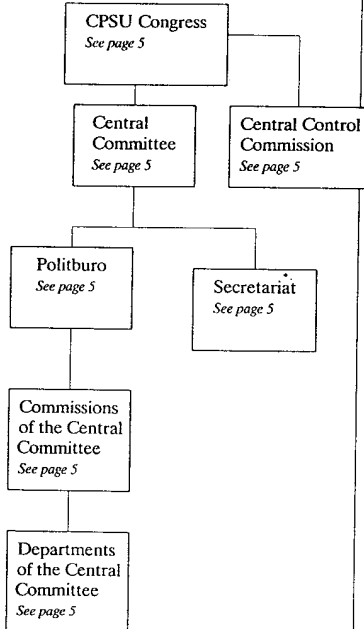 CPSU Congress
See page 5
Central
Committee
See page 5
Central Control
Commission
See page 5
Politburo
See page 5
Secretariat
See page 5
Commissions
of the Central
Committee
See page 5
Departments
of the Central
Committee
See page 5